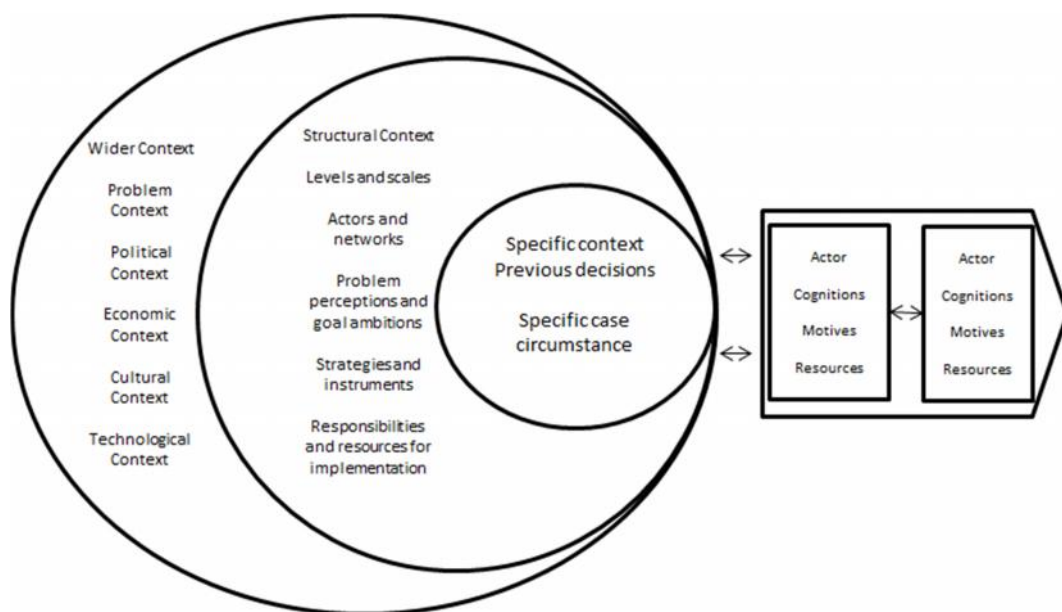 Wider Context
Problem
Context
Political
Context
Economic
Context
Cultural
Context
Technological
Context
Structural Context
Levels and scales
Actors and
networks
Problem
perceptions and
goal ambitions
Strategies and
instruments
Responsibilities
and resources for
implementation
Specific context
Previous decisions
Specific case
circumstance
Actor
Cognitions
Motives
Resources
Actor
Cognitions
Motives
Resources